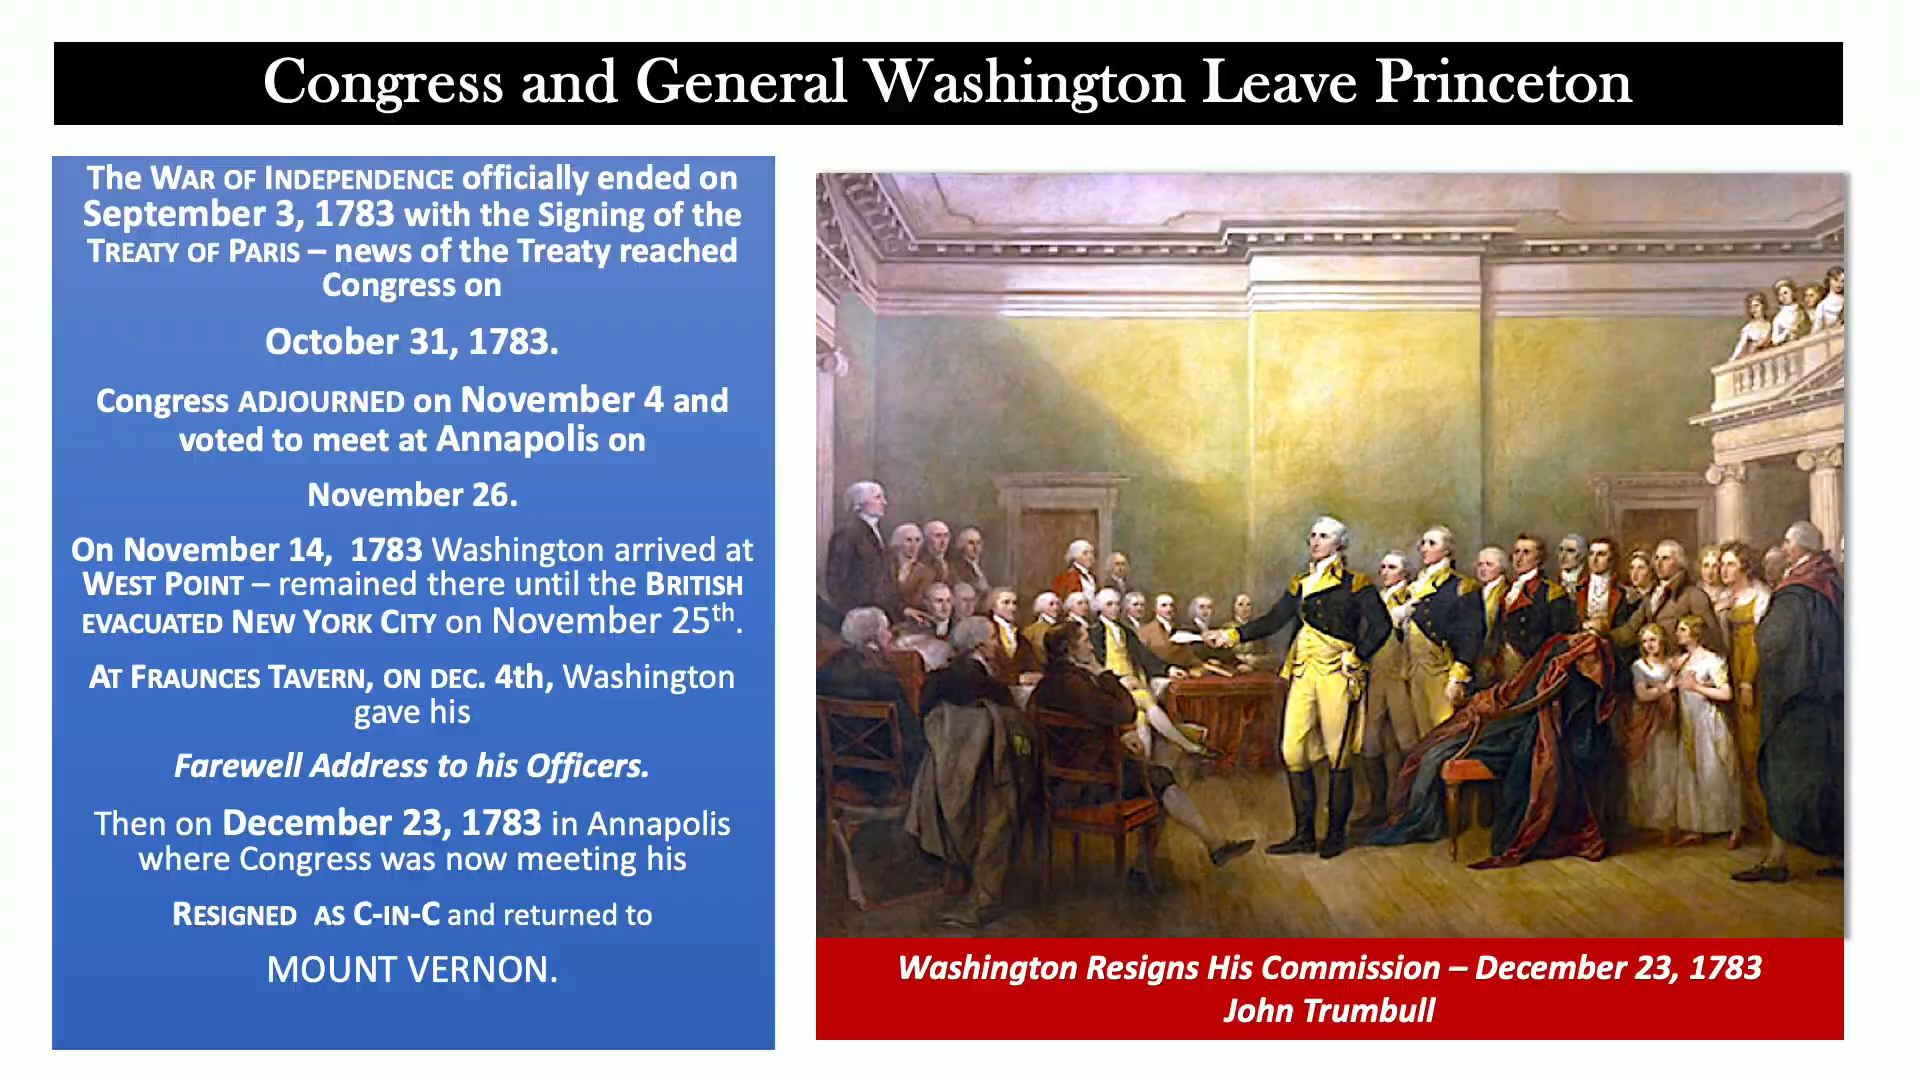 Congress and General Washington Leave Princeton
The WAR OF INDEPENDENCE officially ended on
September 3, 1783 with the Signing of the
TREATY OF PARIS – news of the Treaty reached
Congress on
October 31, 1783.
Congress ADJOURNED on November 4 and
voted to meet at Annapolis on
November 26.
On November 14,  1783 Washington arrived at
WEST POINT – remained there until the BRITISH
EVACUATED NEW YORK CITY on November 25th.
AT FRAUNCES TAVERN, ON DEC. 4th, Washington
gave his
Farewell Address to his Officers.
Then on December 23, 1783 in Annapolis
where Congress was now meeting his
RESIGNED  AS C-IN-C and returned to
MOUNT VERNON.
Washington Resigns His Commission – December 23, 1783
John Trumbull